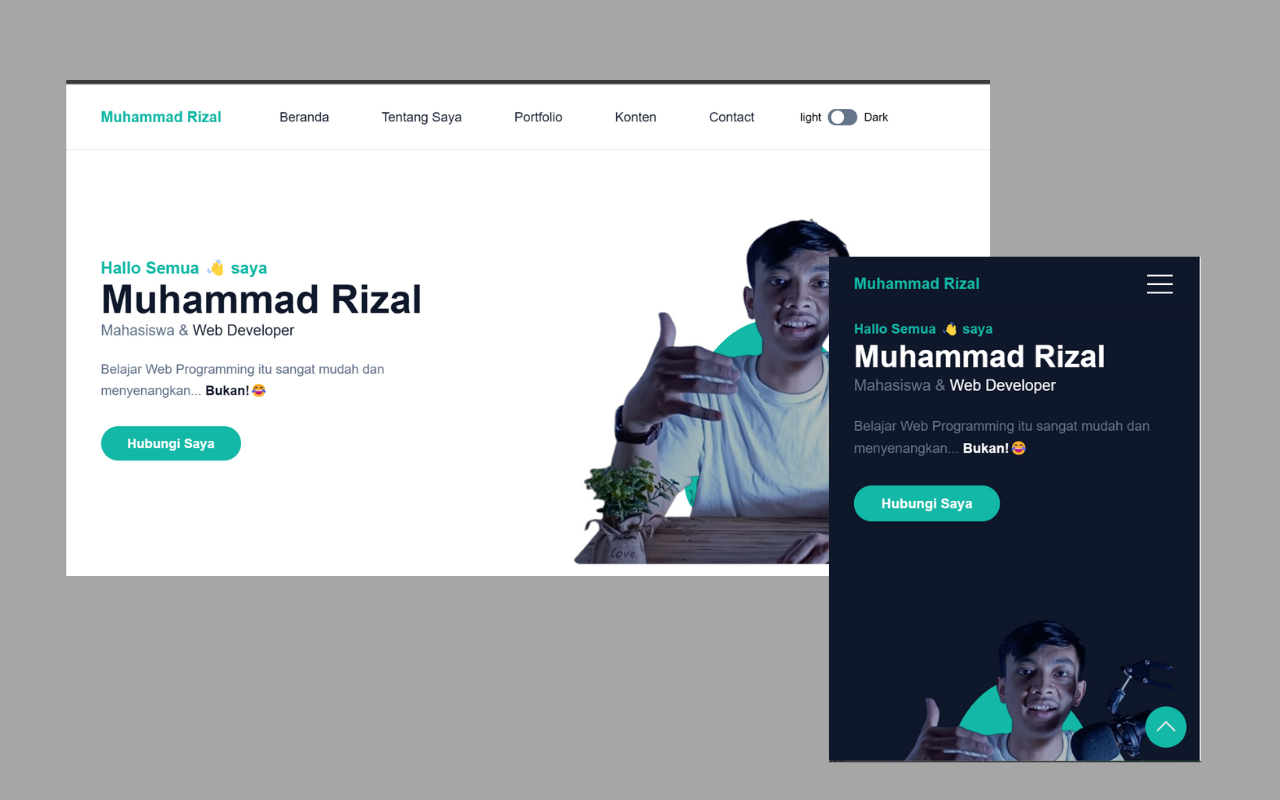 Muhammad Rizal Beranda Tentang Saya Portfolio Konten Contact light Dark
Hallo Semua 👋 saya
Muhammad Rizal
Mahasiswa & Web Developer
Belajar Web Programming itu sangat mudah dan
menyenangkan... Bukan!😂
Hubungi Saya
love
Muhammad Rizal
Hallo Semua 👋 saya
Muhammad Rizal
Mahasiswa & Web Developer
Belajar Web Programming itu sangat mudah dan
menyenangkan... Bukan!😂
Hubungi Saya